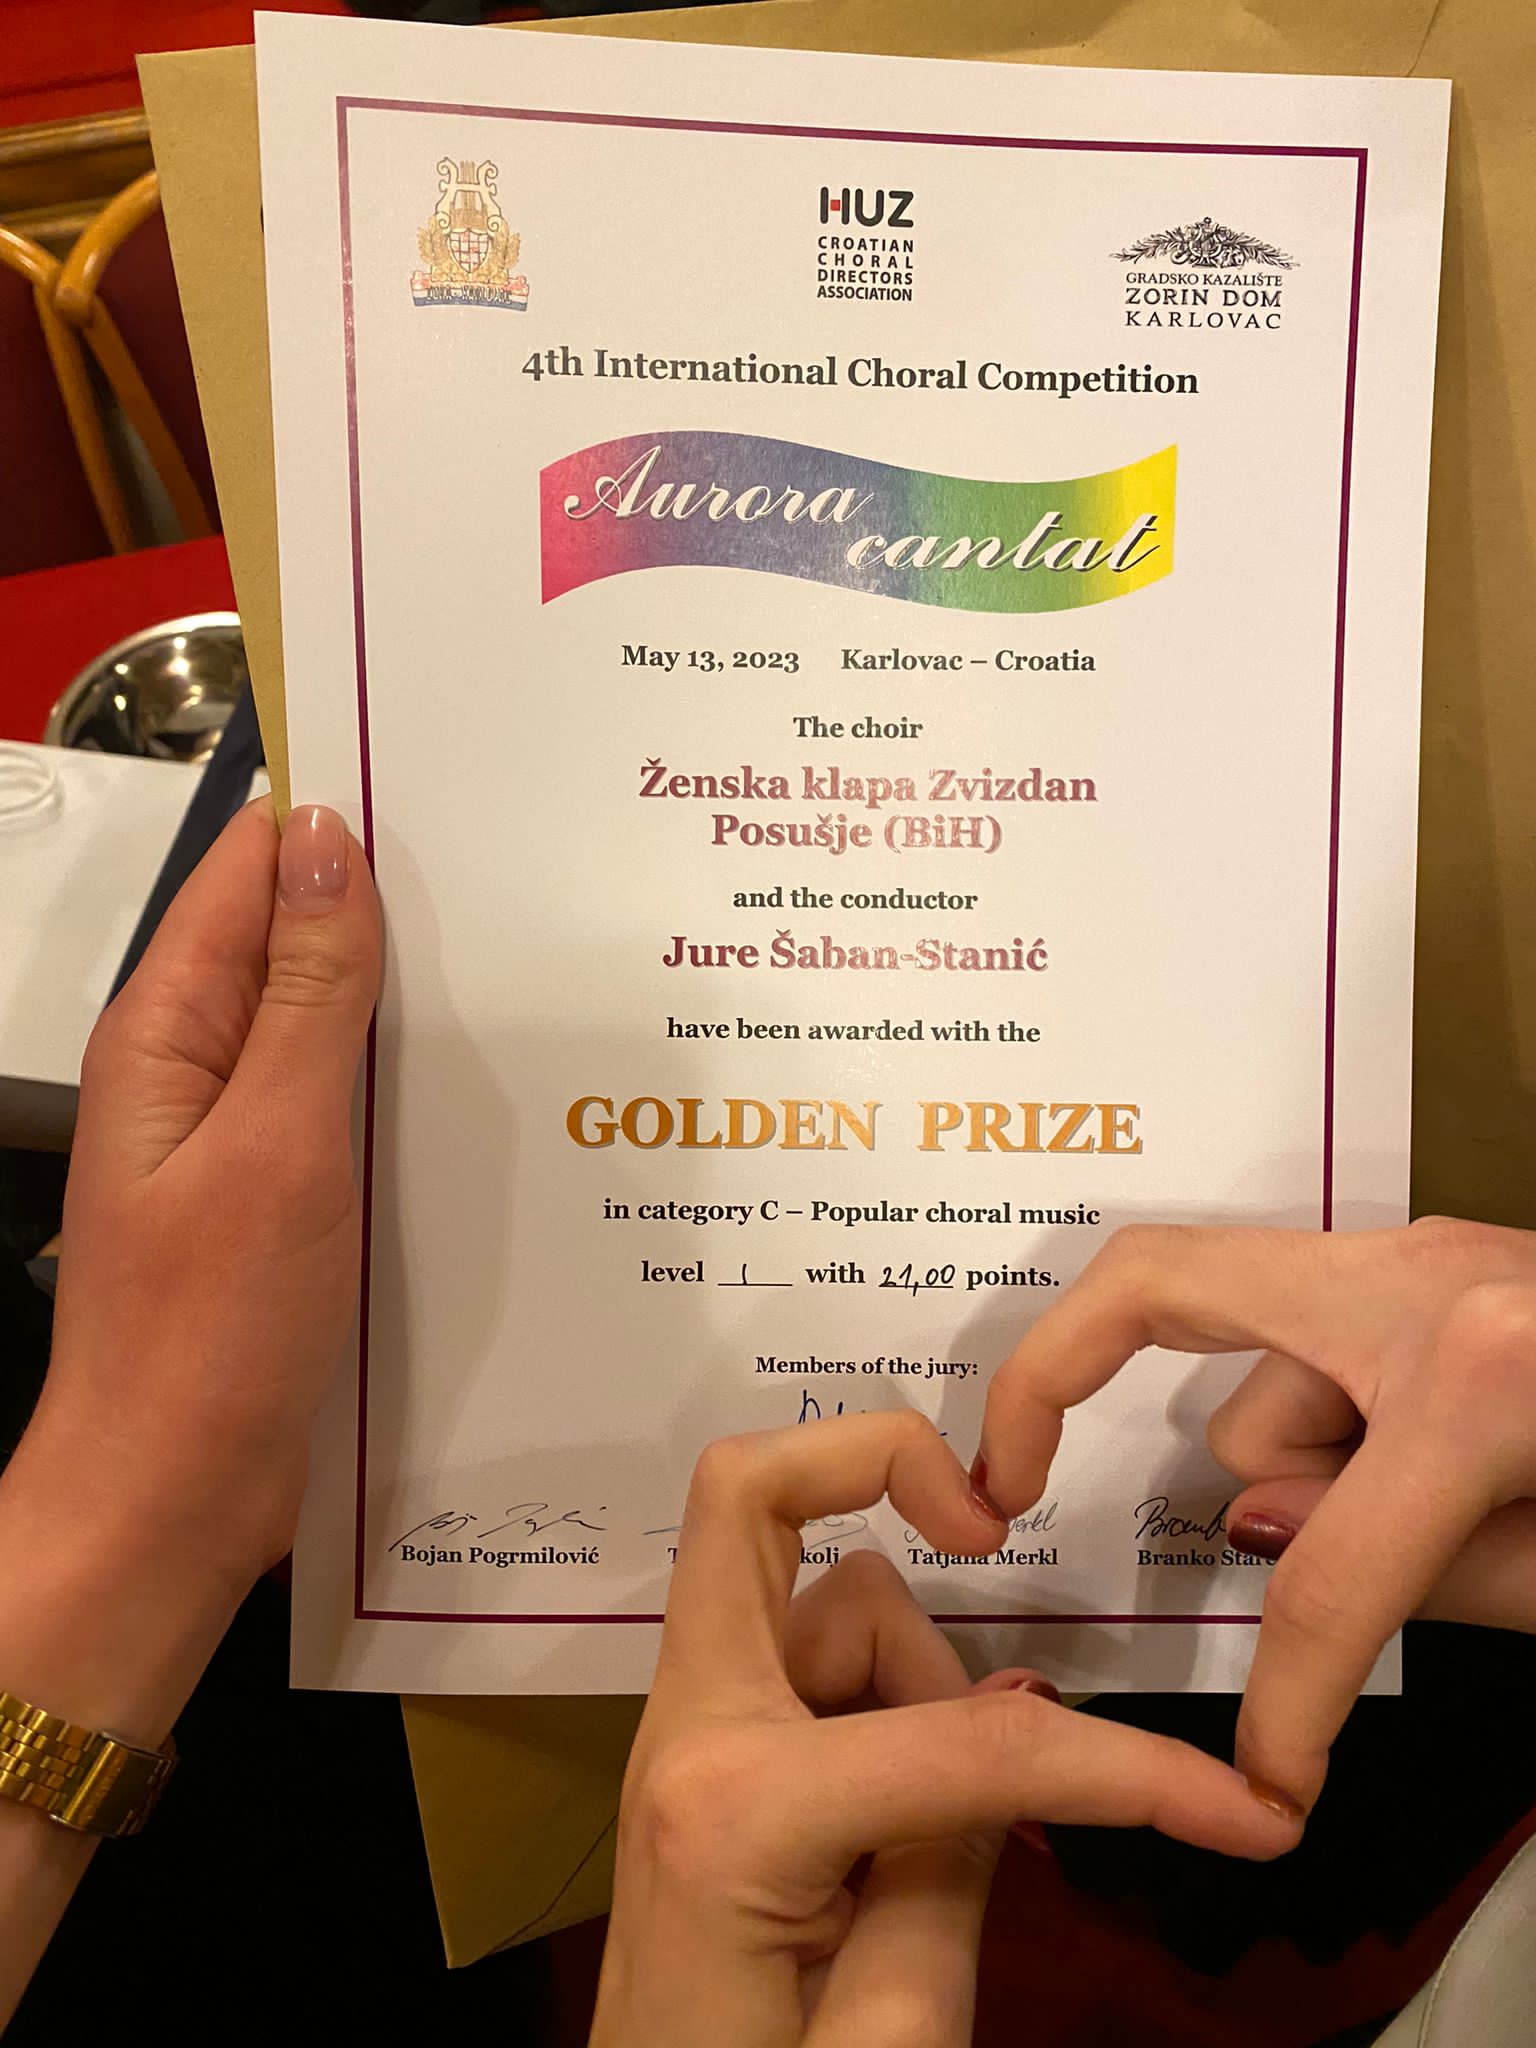 HUZ
CROATIAN
CHORAL
DIRECTORS
ASSOCIATION
GRADSKO KAZALIŠTE
ZORIN DOM
KARLOVAC
4th International Choral Competition
Aurora
cantat
May 13, 2023 Karlovac – Croatia
The choir
Ženska klapa Zvizdan
Posušje (BiH)
and the conductor
Jure Šaban-Stanić
have been awarded with the
GOLDEN PRIZE
in category C – Popular choral music
level 1 with 21,00 points.
Members of the jury:
Bojan Pogrmilović
Tatjana Merkl
Branko